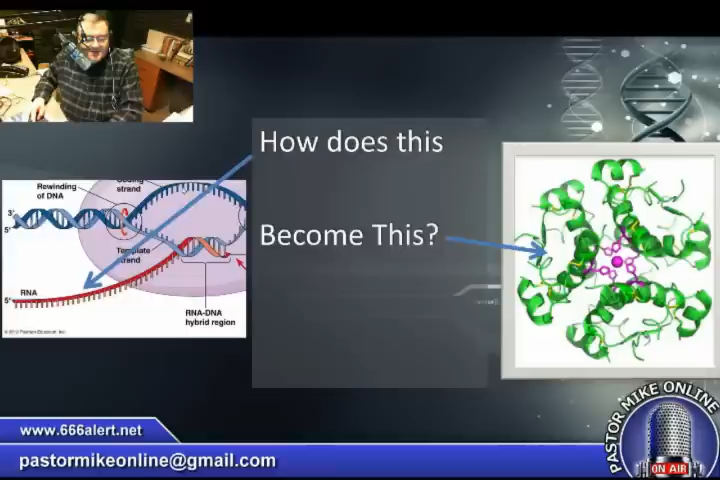 How does this
Become This?
Rewinding
of DNA
strand
3'
5'
Template
strand
RNA
5'
RNA-DNA
hybrid region
www.666alert.net
pastormikeonline@gmail.com
PASTOR MIKE ONLINE
ON AIR